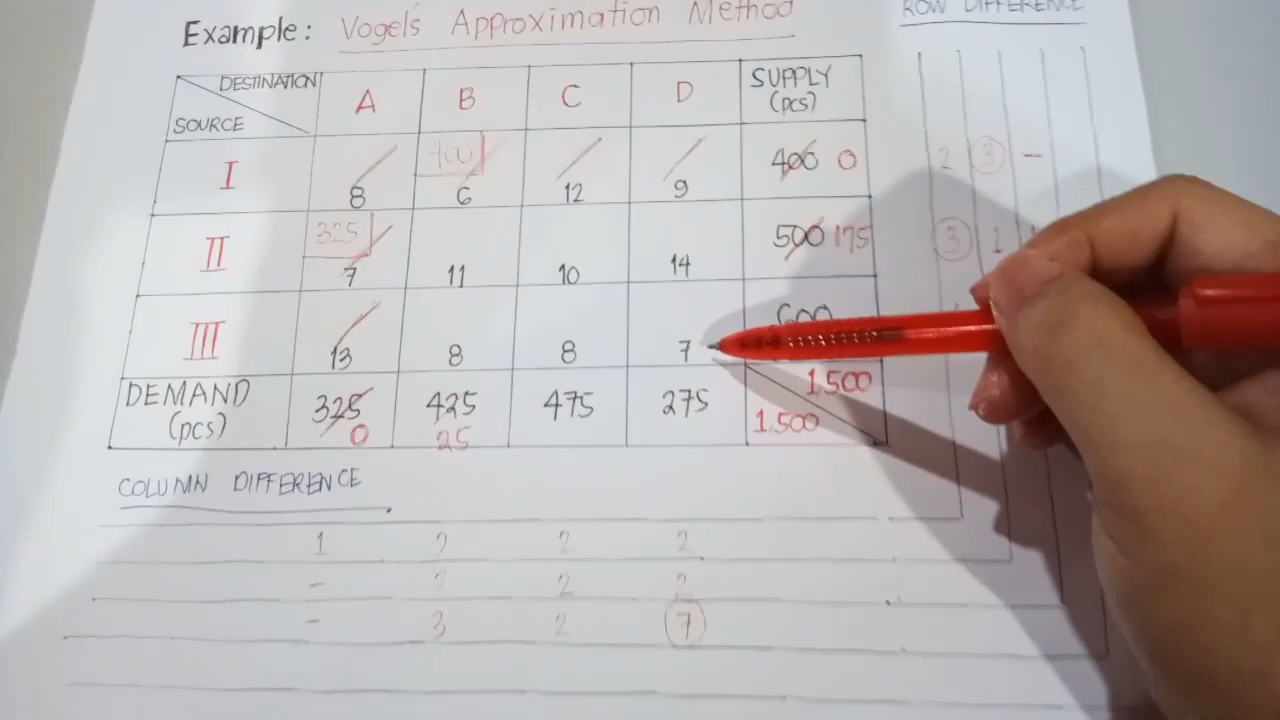 Example: Vogel's Approximation Method
ROW DIFFERENCE
DESTINATION
SOURCE
A B C D SUPPLY (pcs)
I 8 400 6 12 9 400 0 2 3 -
II 325 7 11 10 14 500 175 3 1
III 13 8 8 7 600
DEMAND (pcs) 325 0 425 25 475 275 1,500 1,500
COLUMN DIFFERENCE
1 2 2 2
- 2 2 2
- 3 2 7